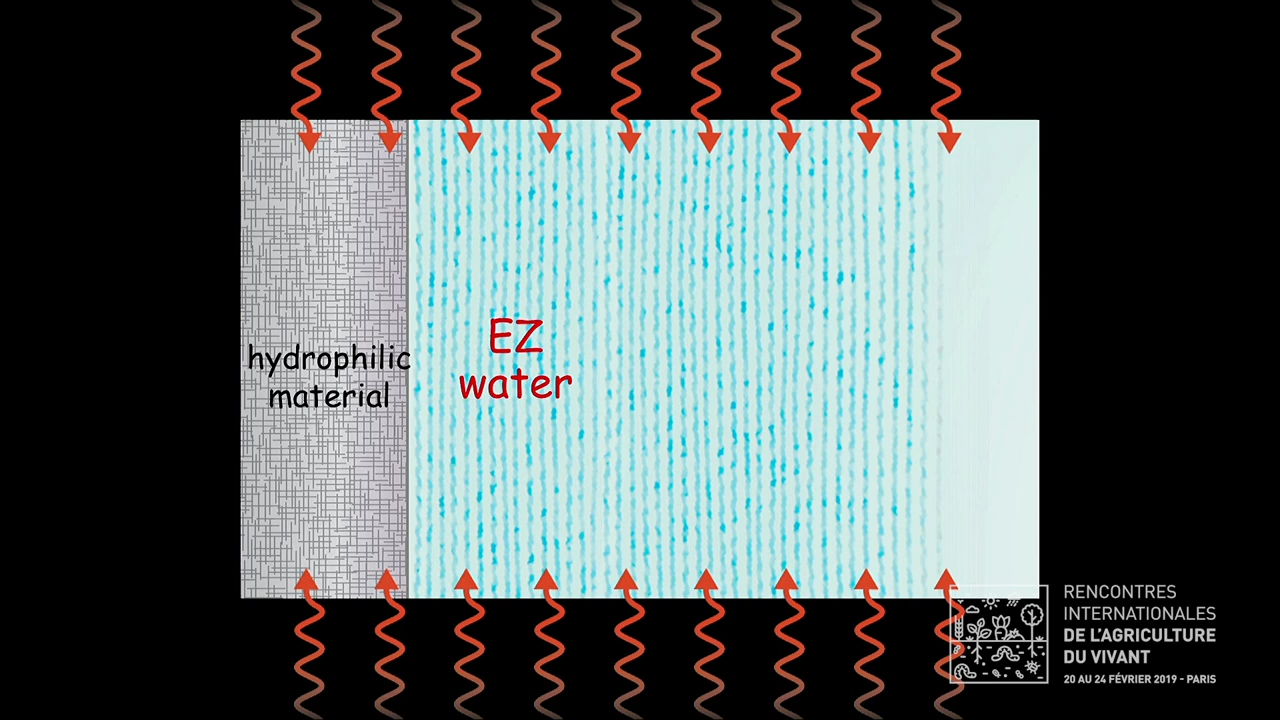 hydrophilic
material
EZ
water
RENCONTRES
INTERNATIONALES
DE L'AGRICULTURE
DU VIVANT
20 AU 24 FÉVRIER 2019 - PARIS